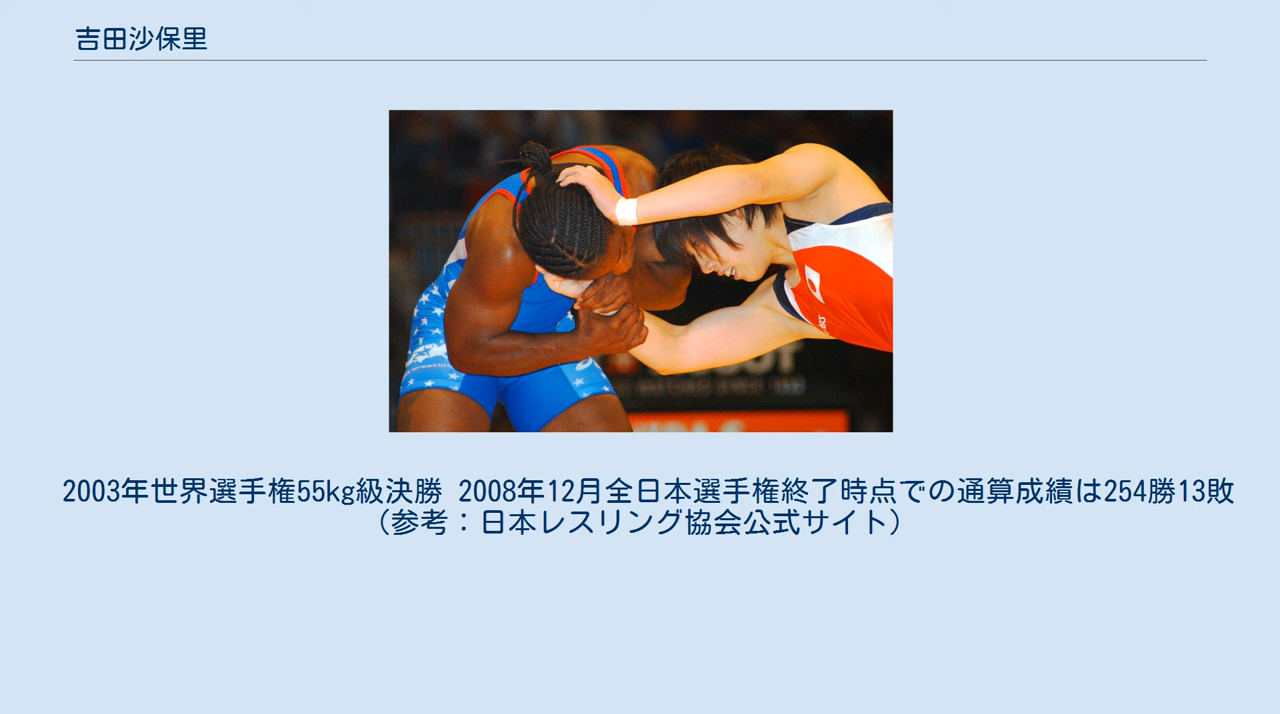 吉田沙保里
2003年世界選手権55kg級決勝 2008年12月全日本選手権終了時点での通算成績は254勝13敗
(参考：日本レスリング協会公式サイト)